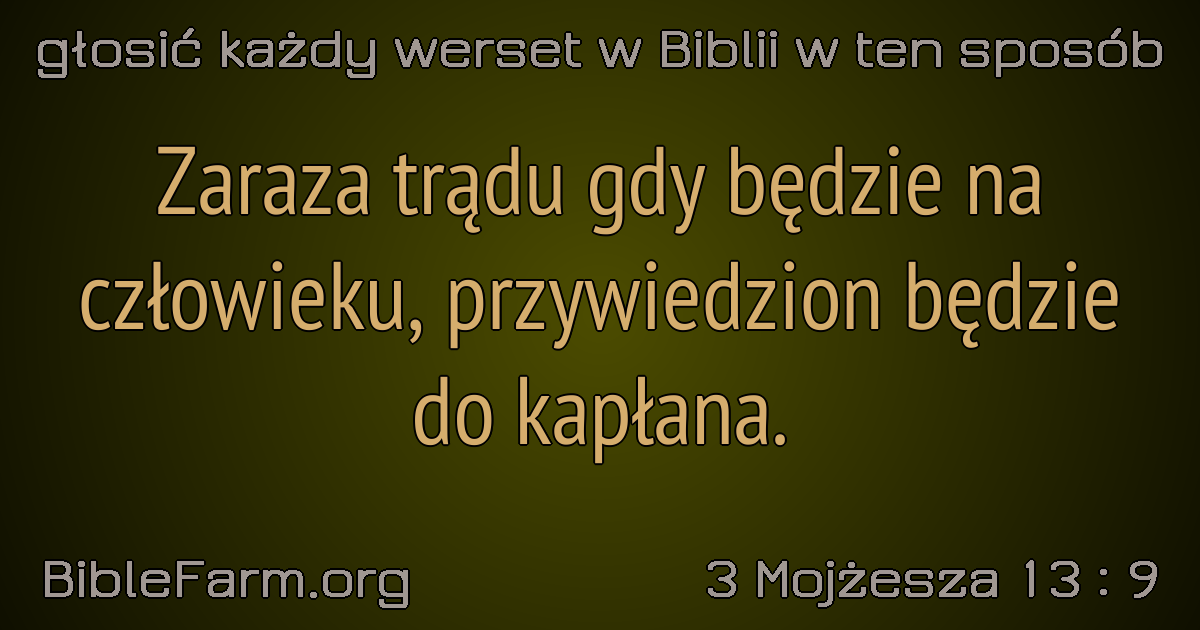 głosić każdy werset w Biblii w ten sposób
Zaraza trądu gdy będzie na
człowieku, przywiedzion będzie
do kapłana.
BibleFarm.org
3 Mojżesza 13 : 9